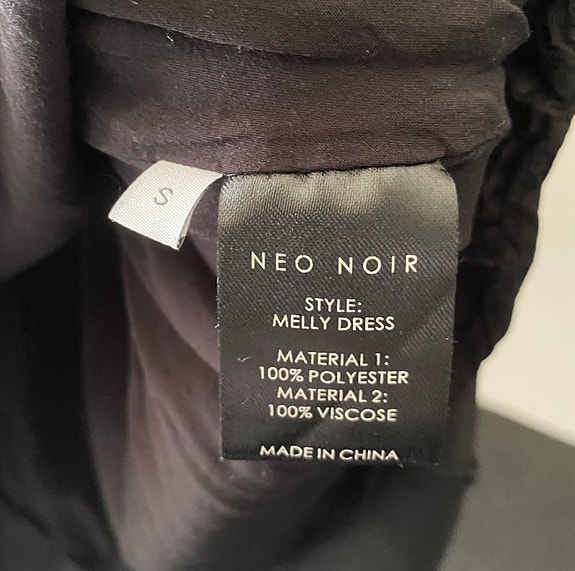 S
NEO NOIR
STYLE:
MELLY DRESS
MATERIAL 1:
100% POLYESTER
MATERIAL 2:
100% VISCOSE
MADE IN CHINA